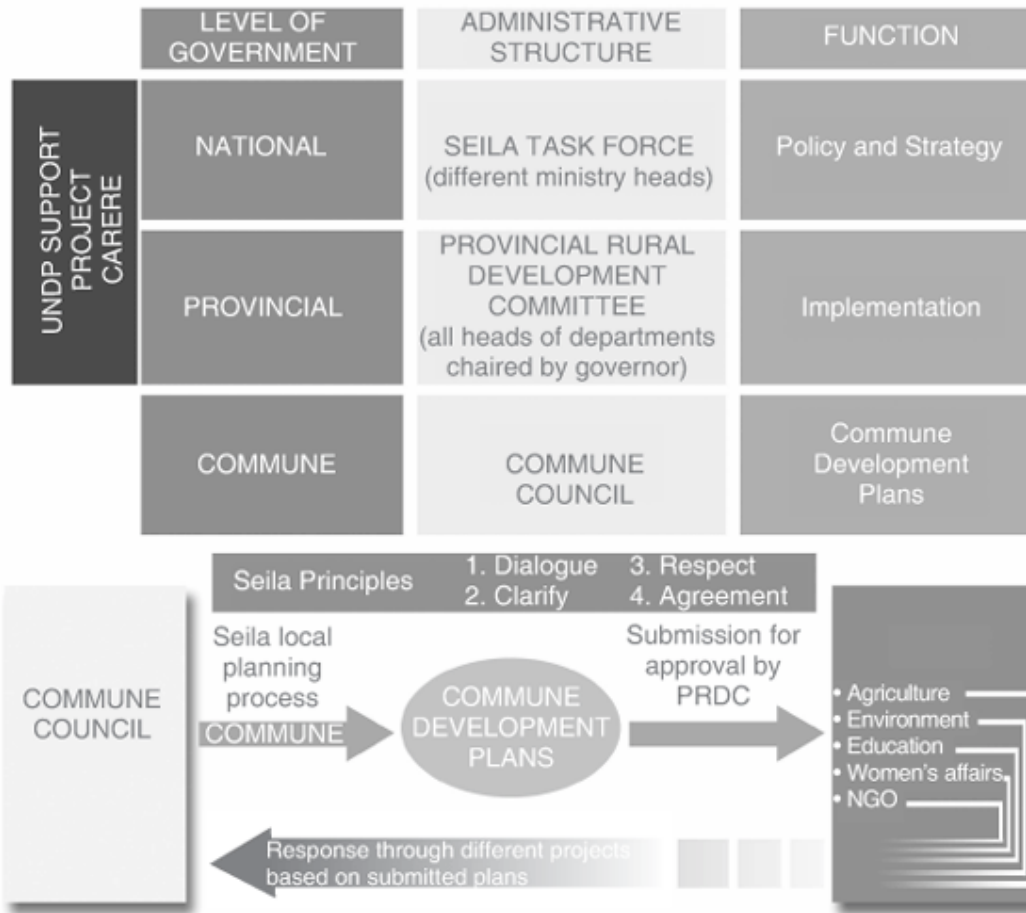 LEVEL OF
GOVERNMENT
ADMINISTRATIVE
STRUCTURE
FUNCTION
UNDP SUPPORT
PROJECT
CARERE
NATIONAL
SEILA TASK FORCE
(different ministry heads)
Policy and Strategy
PROVINCIAL
PROVINCIAL RURAL
DEVELOPMENT
COMMITTEE
(all heads of departments
chaired by governor)
Implementation
COMMUNE
COMMUNE
COUNCIL
Commune
Development
Plans
Seila Principles
1. Dialogue
2. Clarify
3. Respect
4. Agreement
COMMUNE
COUNCIL
Seila local
planning
process
COMMUNE
COMMUNE
DEVELOPMENT
PLANS
Submission for
approval by
PRDC
• Agriculture
• Environment
• Education
• Women's affairs
• NGO
Response through different projects
based on submitted plans